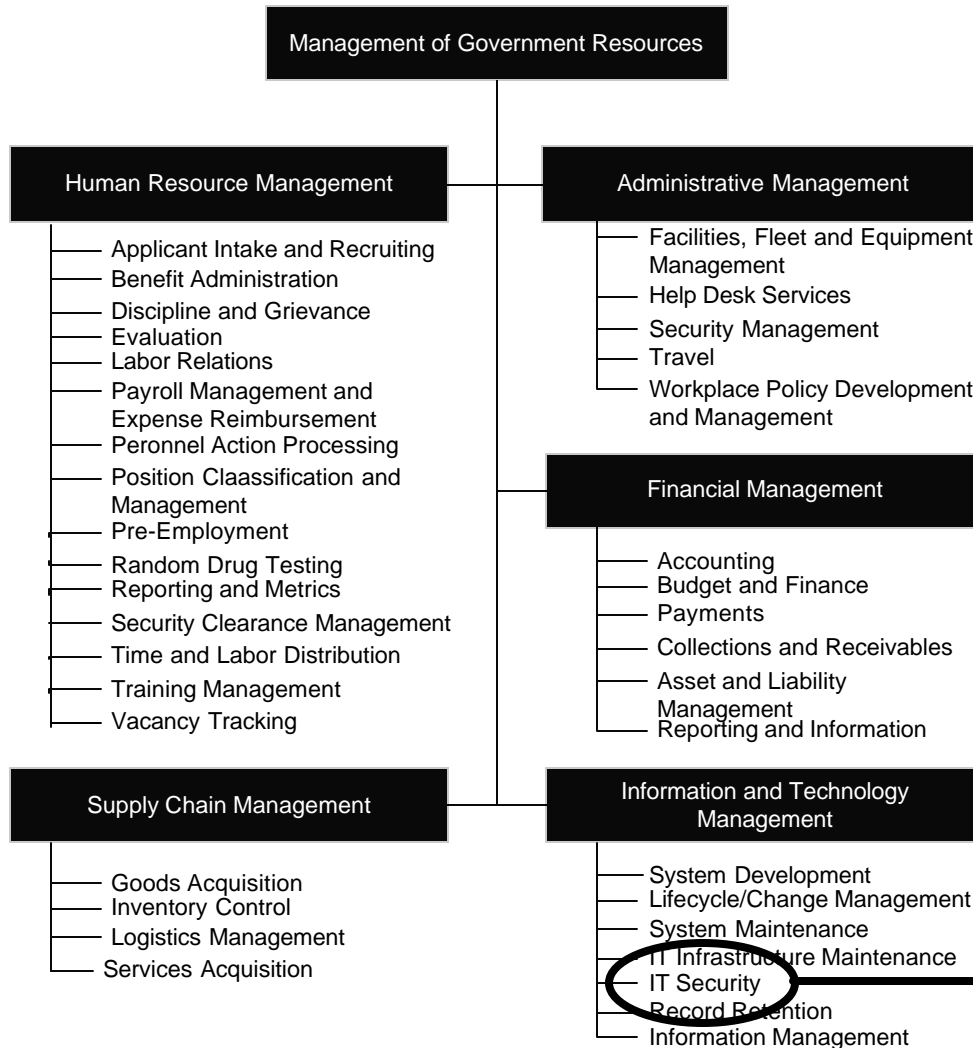 Management of Government Resources
Human Resource Management
Applicant Intake and Recruiting
Benefit Administration
Discipline and Grievance
Evaluation
Labor Relations
Payroll Management and
Expense Reimbursement
Peronnel Action Processing
Position Claassification and
Management
Pre-Employment
Random Drug Testing
Reporting and Metrics
Security Clearance Management
Time and Labor Distribution
Training Management
Vacancy Tracking
Administrative Management
Facilities, Fleet and Equipment
Management
Help Desk Services
Security Management
Travel
Workplace Policy Development
and Management
Financial Management
Accounting
Budget and Finance
Payments
Collections and Receivables
Asset and Liability
Management
Reporting and Information
Supply Chain Management
Goods Acquisition
Inventory Control
Logistics Management
Services Acquisition
Information and Technology
Management
System Development
Lifecycle/Change Management
System Maintenance
IT Infrastructure Maintenance
IT Security
Record Retention
Information Management